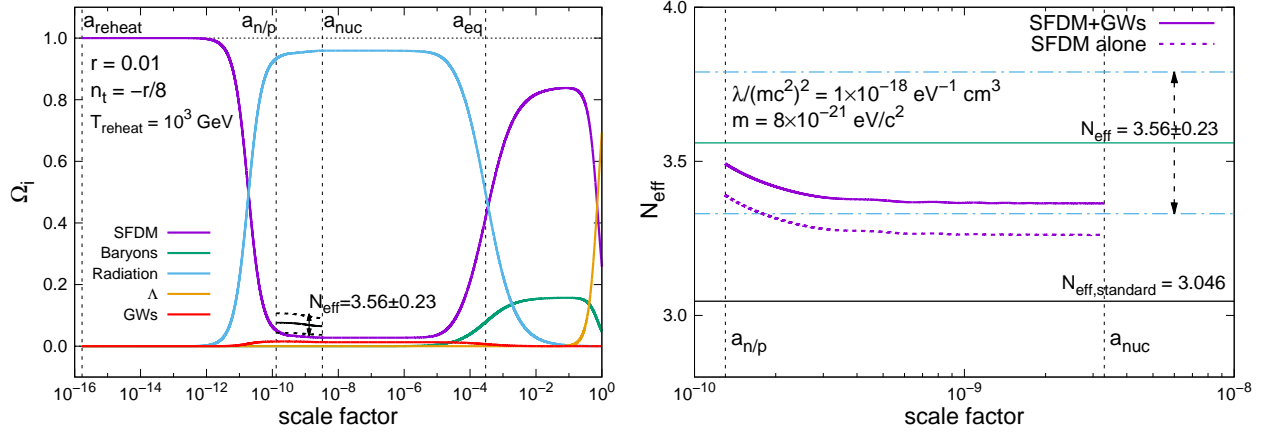 a_reheat a_n/p a_nuc a_eq
1.0
0.8
0.6
0.4
0.2
0.0
Ω_i
r = 0.01
n_t = −r/8
T_reheat = 10^3 GeV
SFDM
Baryons
Radiation
Λ
GWs
N_eff=3.56±0.23
10^−16 10^−14 10^−12 10^−10 10^−8 10^−6 10^−4 10^−2 10^0
scale factor
SFDM+GWs
SFDM alone
4.0
3.5
3.0
N_eff
λ/(mc^2)^2 = 1×10^−18 eV^−1 cm^3
m = 8×10^−21 eV/c^2
N_eff = 3.56±0.23
N_eff,standard = 3.046
a_n/p a_nuc
10^−10 10^−9 10^−8
scale factor